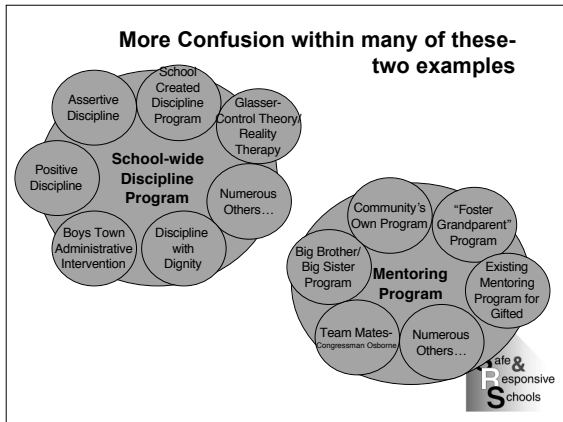 More Confusion within many of these-
two examples
School
Created
Discipline
Program
Assertive
Discipline
Glasser-
Control Theory/
Reality
Therapy
School-wide
Discipline
Program
Positive
Discipline
Numerous
Others…
Boys Town
Administrative
Intervention
Discipline
with
Dignity
Community's
Own Program
"Foster
Grandparent"
Program
Big Brother/
Big Sister
Program
Mentoring
Program
Existing
Mentoring
Program for
Gifted
Team Mates-
Congressman Osborne
Numerous
Others…
Safe &
Responsive
Schools